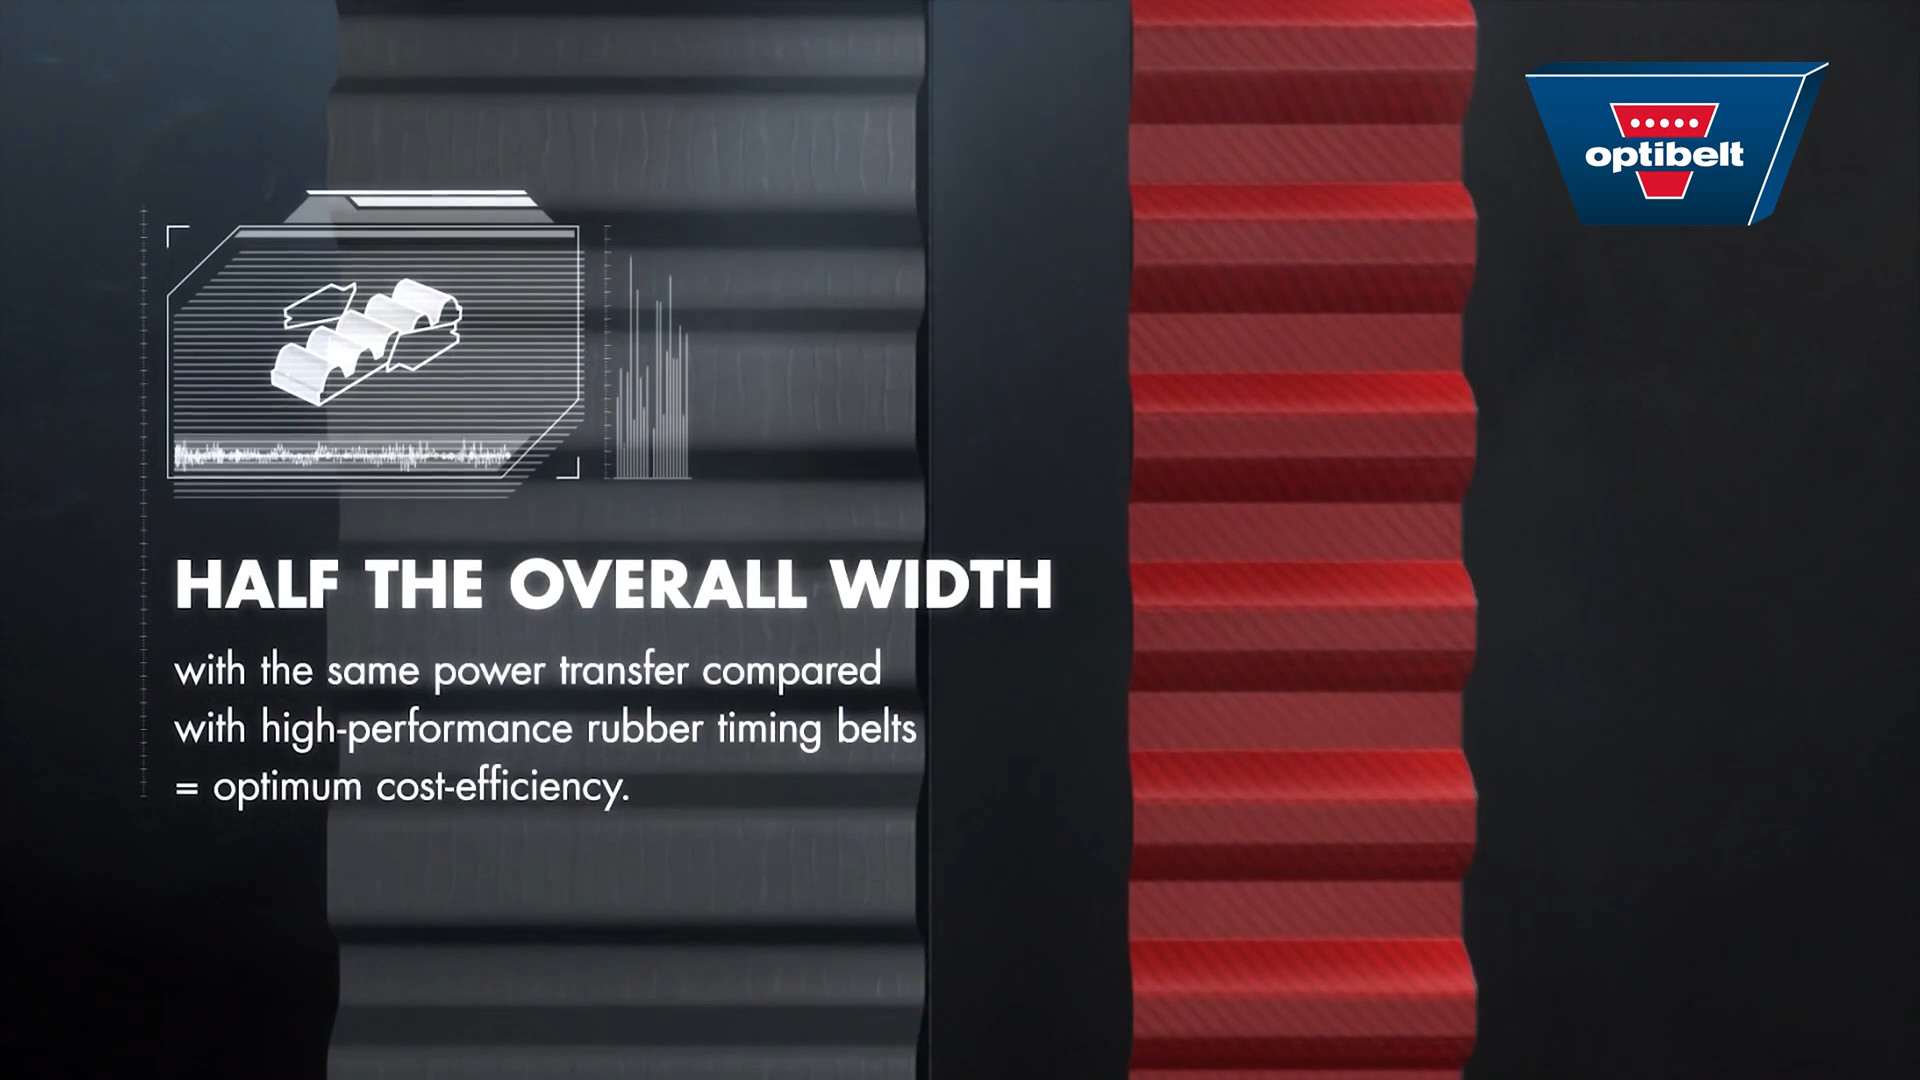 optibelt
HALF THE OVERALL WIDTH
with the same power transfer compared
with high-performance rubber timing belts
= optimum cost-efficiency.